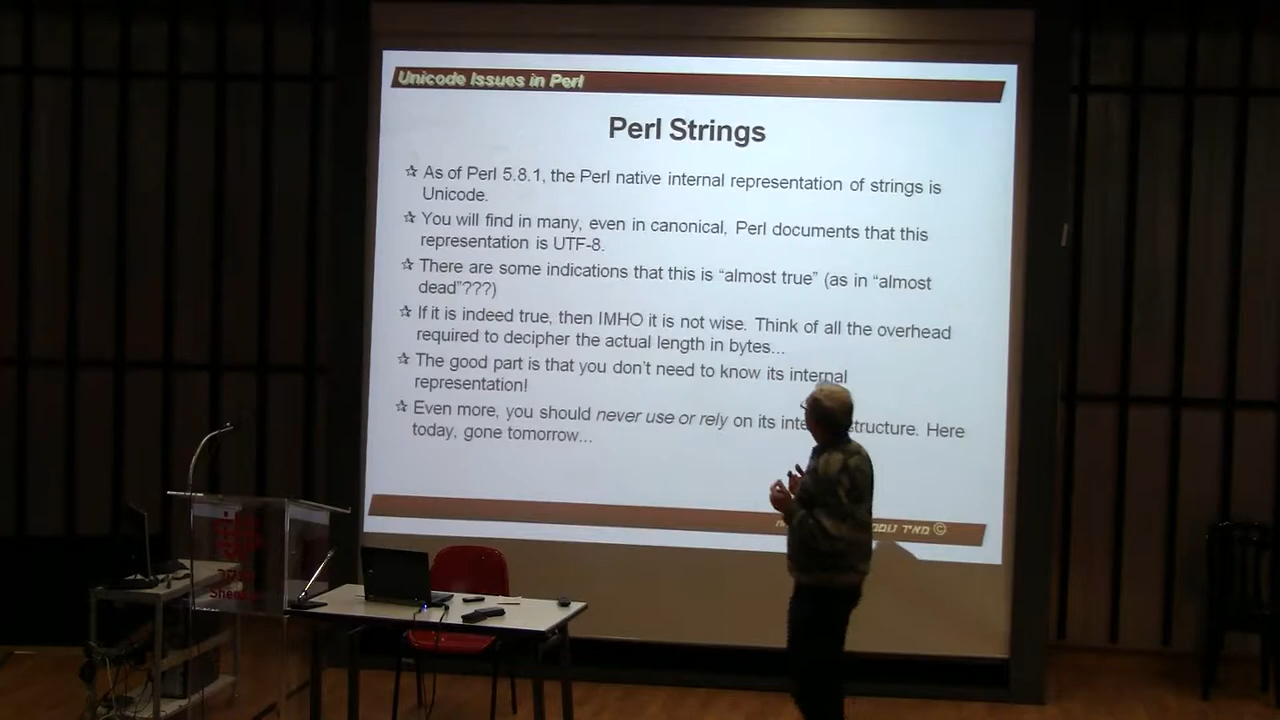 Unicode Issues in Perl
Perl Strings
As of Perl 5.8.1, the Perl native internal representation of strings is
Unicode.
You will find in many, even in canonical, Perl documents that this
representation is UTF-8.
There are some indications that this is “almost true” (as in “almost
dead”???)
If it is indeed true, then IMHO it is not wise. Think of all the overhead
required to decipher the actual length in bytes...
The good part is that you don't need to know its internal
representation!
Even more, you should never use or rely on its structure. Here
today, gone tomorrow...
© מאיר
שנקר